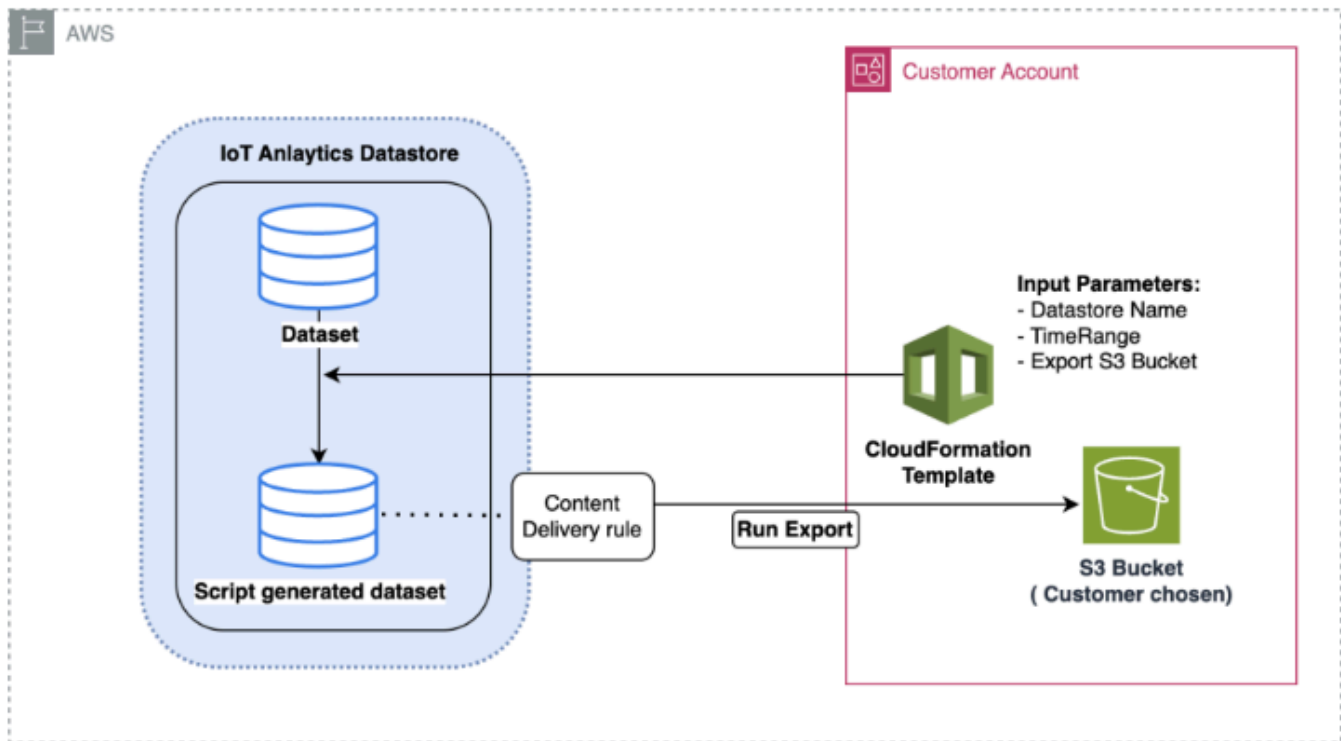 AWS
Customer Account
IoT Anlaytics Datastore
Dataset
Input Parameters:
- Datastore Name
- TimeRange
- Export S3 Bucket
CloudFormation
Template
Content
Delivery rule
Run Export
Script generated dataset
S3 Bucket
( Customer chosen)